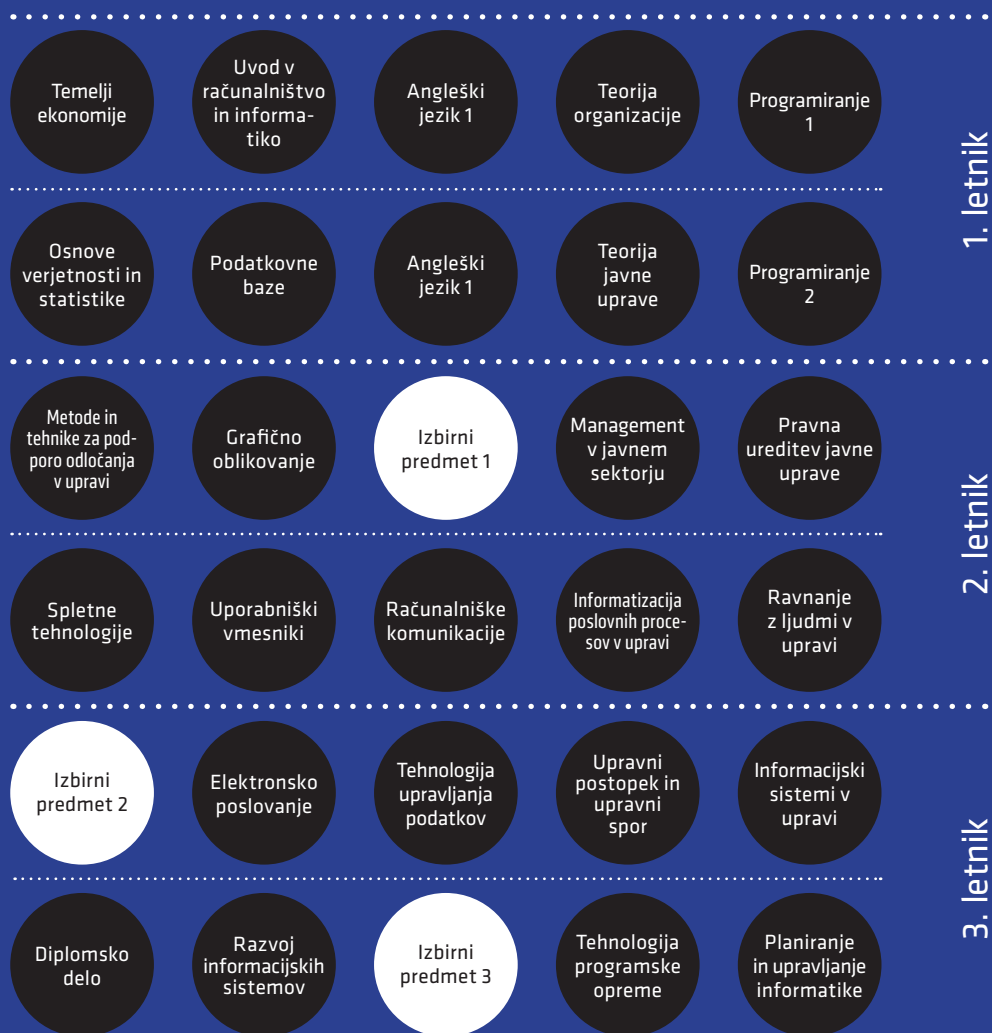 Temelji
ekonomije
Uvod v
računalništvo
in informa-
tiko
Angleški
jezik 1
Teorija
organizacije
Programiranje
1
1. letnik
Osnove
verjetnosti in
statistike
Podatkovne
baze
Angleški
jezik 1
Teorija
javne
uprave
Programiranje
2
Metode in
tehnike za pod-
poro odločanja
v upravi
Grafično
oblikovanje
Izbirni
predmet 1
Management
v javnem
sektorju
Pravna
ureditev javne
uprave
2. letnik
Spletne
tehnologije
Uporabniški
vmesniki
Računalniške
komunikacije
Informatizacija
poslovnih proce-
sov v upravi
Ravnanje
z ljudmi v
upravi
Izbirni
predmet 2
Elektronsko
poslovanje
Tehnologija
upravljanja
podatkov
Upravni
postopek in
upravni
spor
Informacijski
sistemi v
upravi
3. letnik
Diplomsko
delo
Razvoj
informacijskih
sistemov
Izbirni
predmet 3
Tehnologija
programske
opreme
Planiranje
in upravljanje
informatike